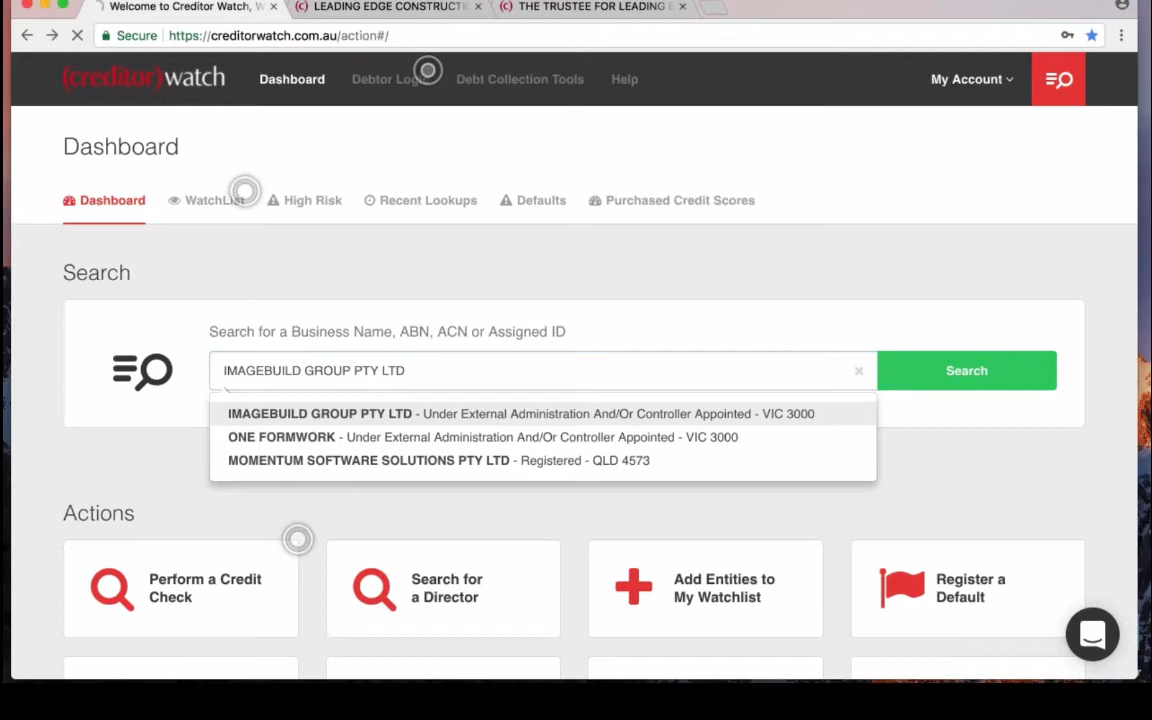 Welcome to Creditor Watch, W
LEADING EDGE CONSTRUCTI
THE TRUSTEE FOR LEADING E
Secure
https://creditorwatch.com.au/action#/
(creditor)watch
Dashboard
Debtor Logic
Debt Collection Tools
Help
My Account
Dashboard
Dashboard
WatchList
High Risk
Recent Lookups
Defaults
Purchased Credit Scores
Search
Search for a Business Name, ABN, ACN or Assigned ID
IMAGEBUILD GROUP PTY LTD
Search
IMAGEBUILD GROUP PTY LTD - Under External Administration And/Or Controller Appointed - VIC 3000
ONE FORMWORK - Under External Administration And/Or Controller Appointed - VIC 3000
MOMENTUM SOFTWARE SOLUTIONS PTY LTD - Registered - QLD 4573
Actions
Perform a Credit
Check
Search for
a Director
Add Entities to
My Watchlist
Register a
Default